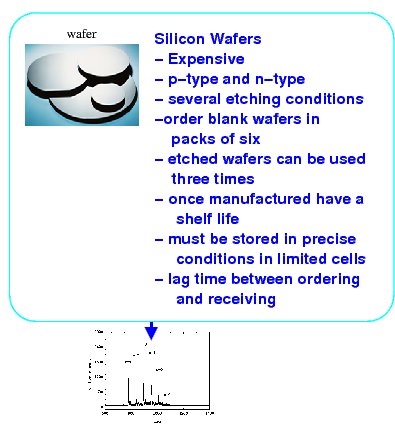 wafer
Silicon Wafers
– Expensive
– p–type and n–type
– several etching conditions
–order blank wafers in
packs of six
– etched wafers can be used
three times
– once manufactured have a
shelf life
– must be stored in precise
conditions in limited cells
– lag time between ordering
and receiving